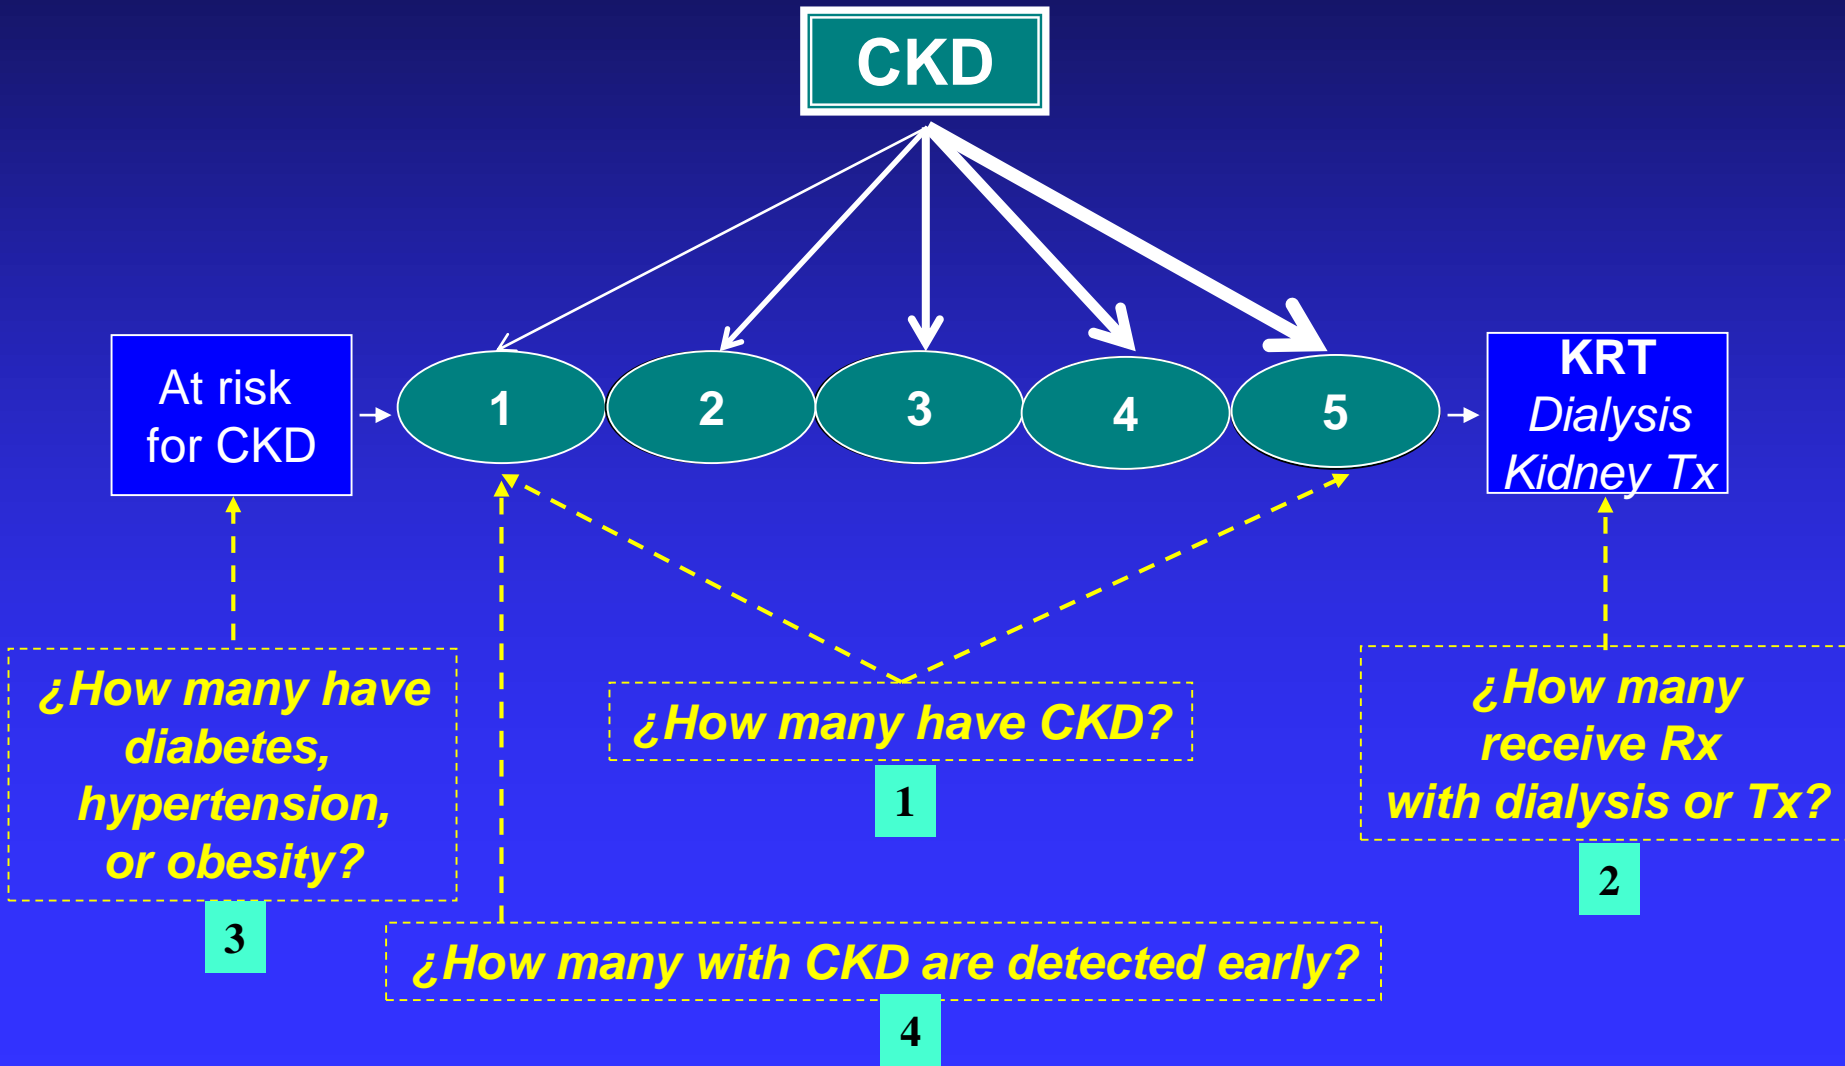 CKD
At risk
for CKD
1
2
3
4
5
KRT
Dialysis
Kidney Tx
¿How many have
diabetes,
hypertension,
or obesity?
3
¿How many have CKD?
1
¿How many
receive Rx
with dialysis or Tx?
2
¿How many with CKD are detected early?
4